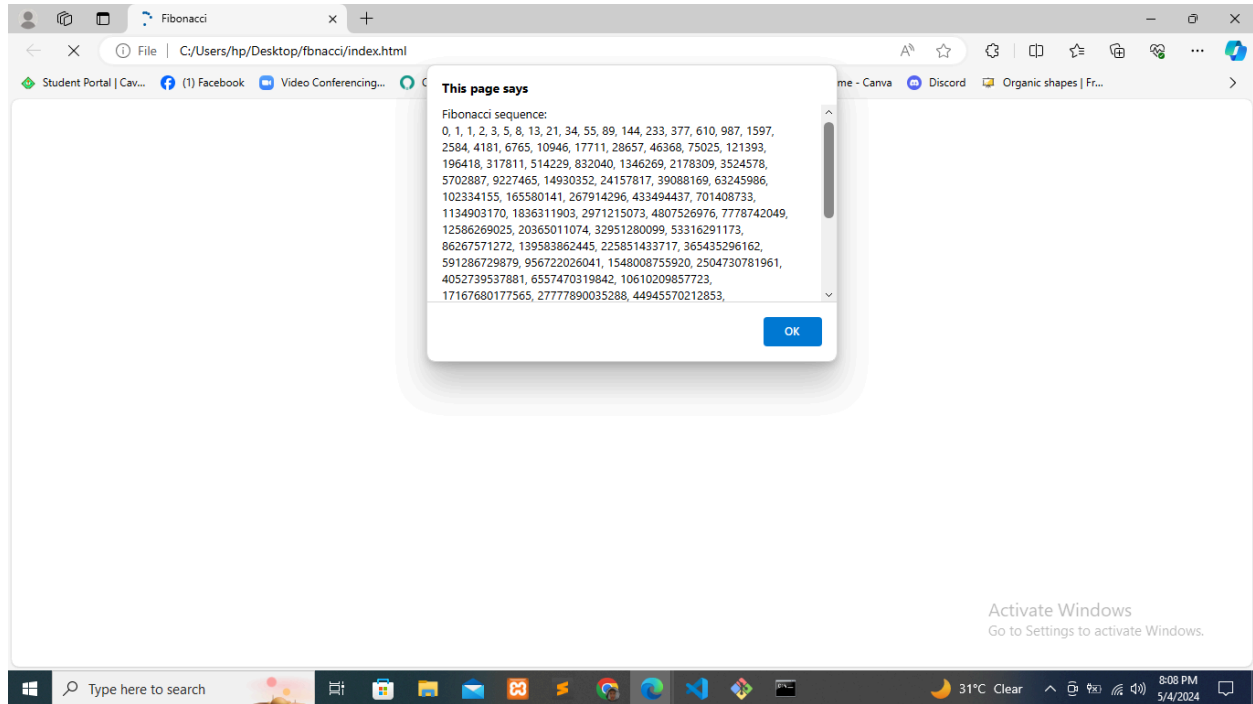 Fibonacci
File
C:/Users/hp/Desktop/fbnacci/index.html
Student Portal | Cav...
(1) Facebook
Video Conferencing...
me - Canva
Discord
Organic shapes | Fr...
This page says
Fibonacci sequence:
0, 1, 1, 2, 3, 5, 8, 13, 21, 34, 55, 89, 144, 233, 377, 610, 987, 1597,
2584, 4181, 6765, 10946, 17711, 28657, 46368, 75025, 121393,
196418, 317811, 514229, 832040, 1346269, 2178309, 3524578,
5702887, 9227465, 14930352, 24157817, 39088169, 63245986,
102334155, 165580141, 267914296, 433494437, 701408733,
1134903170, 1836311903, 2971215073, 4807526976, 7778742049,
12586269025, 20365011074, 32951280099, 53316291173,
86267571272, 139583862445, 225851433717, 365435296162,
591286729879, 956722026041, 1548008755920, 2504730781961,
4052739537881, 6557470319842, 10610209857723,
17167680177565, 27777890035288, 44945570212853,
OK
Activate Windows
Go to Settings to activate Windows.
Type here to search
31°C Clear
8:08 PM
5/4/2024